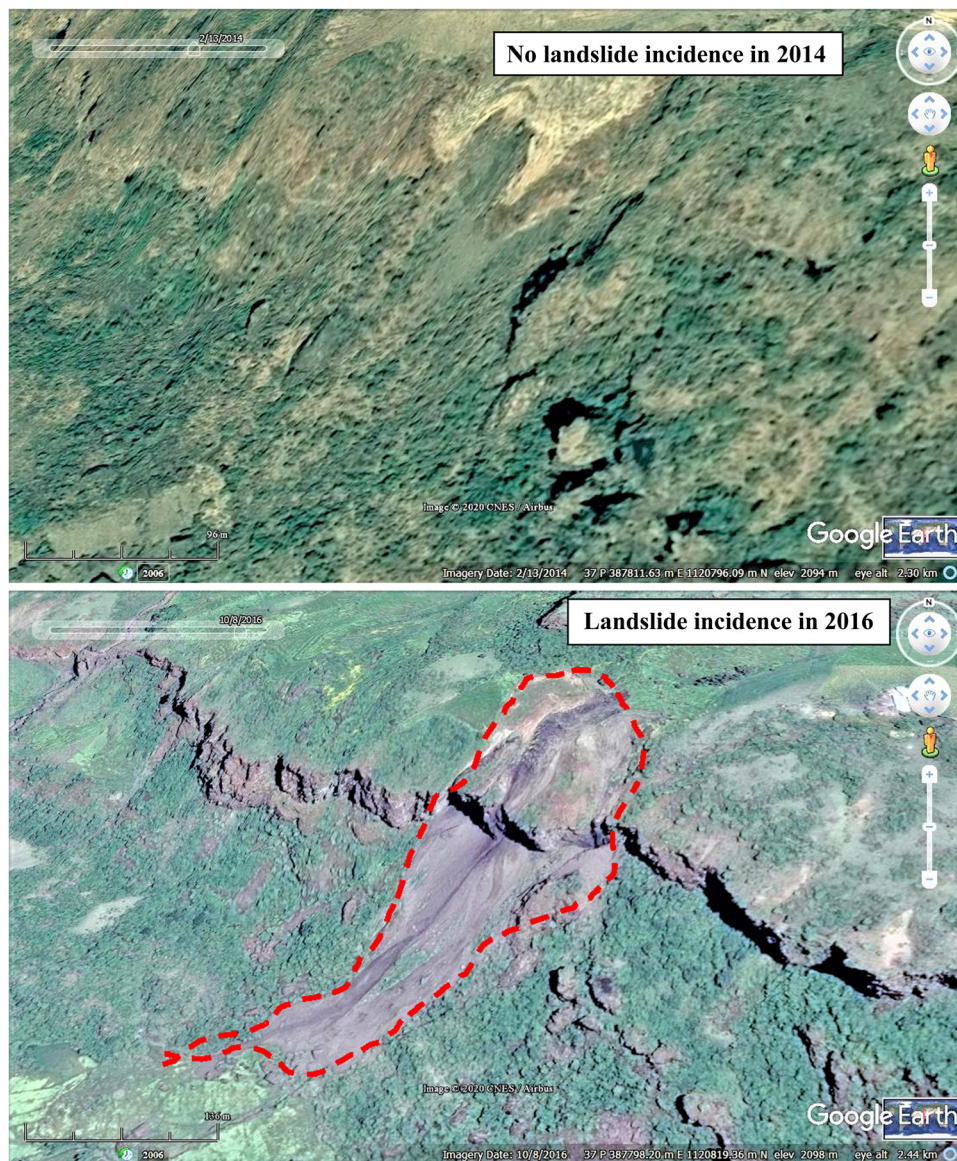 2/13/2014
N
No landslide incidence in 2014
Image © 2020 CNES / Airbus
96 m
Google Earth
2006
Imagery Date: 2/13/2014 37 P 387811.63 m E 1120796.09 m N elev 2094 m eye alt 2.30 km
N
Landslide incidence in 2016
10/8/2016
Image © 2020 CNES / Airbus
136 m
Google Earth
2006
Imagery Date: 10/8/2016 37 P 387798.20 m E 1120819.36 m N elev 2098 m eye alt 2.44 km